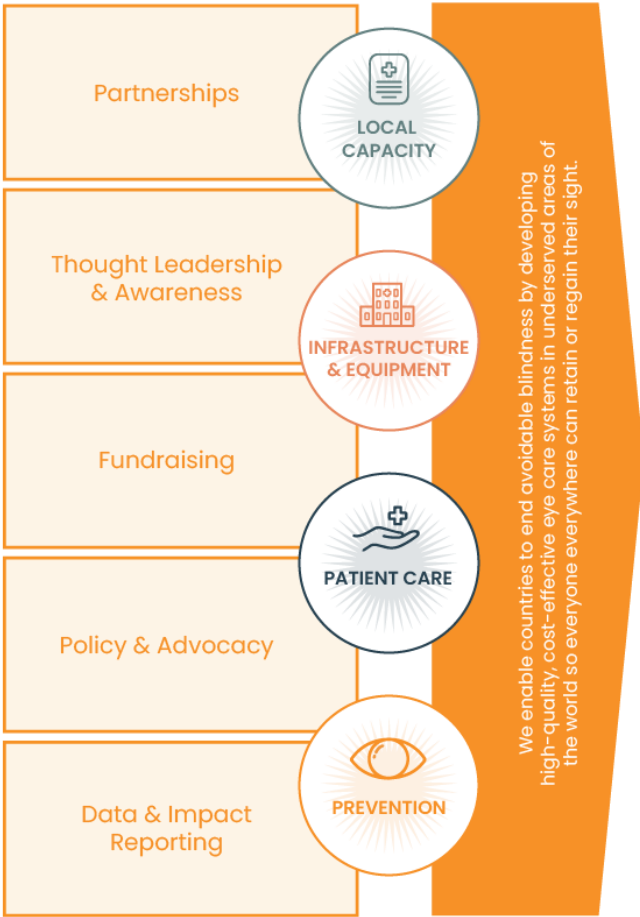 Partnerships
Thought Leadership
& Awareness
Fundraising
Policy & Advocacy
Data & Impact
Reporting
LOCAL
CAPACITY
INFRASTRUCTURE
& EQUIPMENT
PATIENT CARE
PREVENTION
We enable countries to end avoidable blindness by developing
high-quality, cost-effective eye care systems in underserved areas of
the world so everyone everywhere can retain or regain their sight.